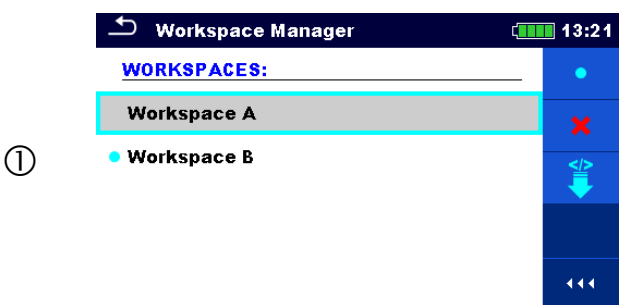 Workspace Manager 13:21
WORKSPACES:
Workspace A
① Workspace B
</>